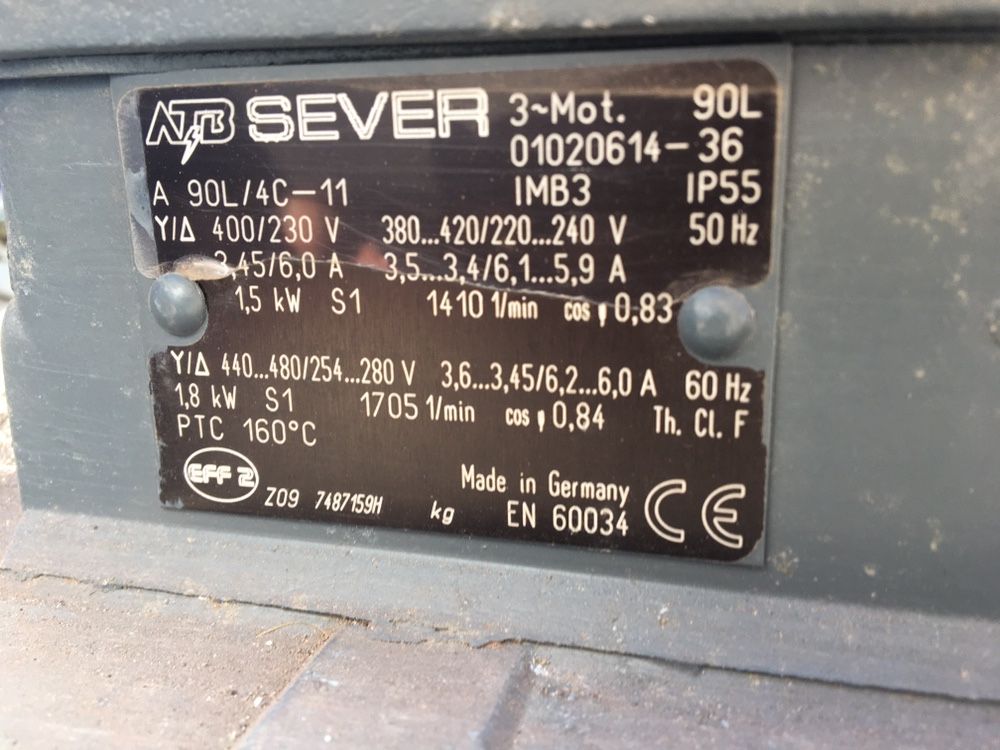 ATB SEVER 3~Mot. 90L
01020614-36
A 90L/4C-11 IMB3 IP55
Y/Δ 400/230 V 380...420/220...240 V 50 Hz
3,45/6,0 A 3,5...3,4/6,1...5,9 A
1,5 kW S1 1410 1/min cos φ 0,83
Y/Δ 440...480/254...280 V 3,6...3,45/6,2...6,0 A 60 Hz
1,8 kW S1 1705 1/min cos φ 0,84 Th. Cl. F
PTC 160°C
EFF 2
Z09 7487159H kg
Made in Germany
EN 60034 CE